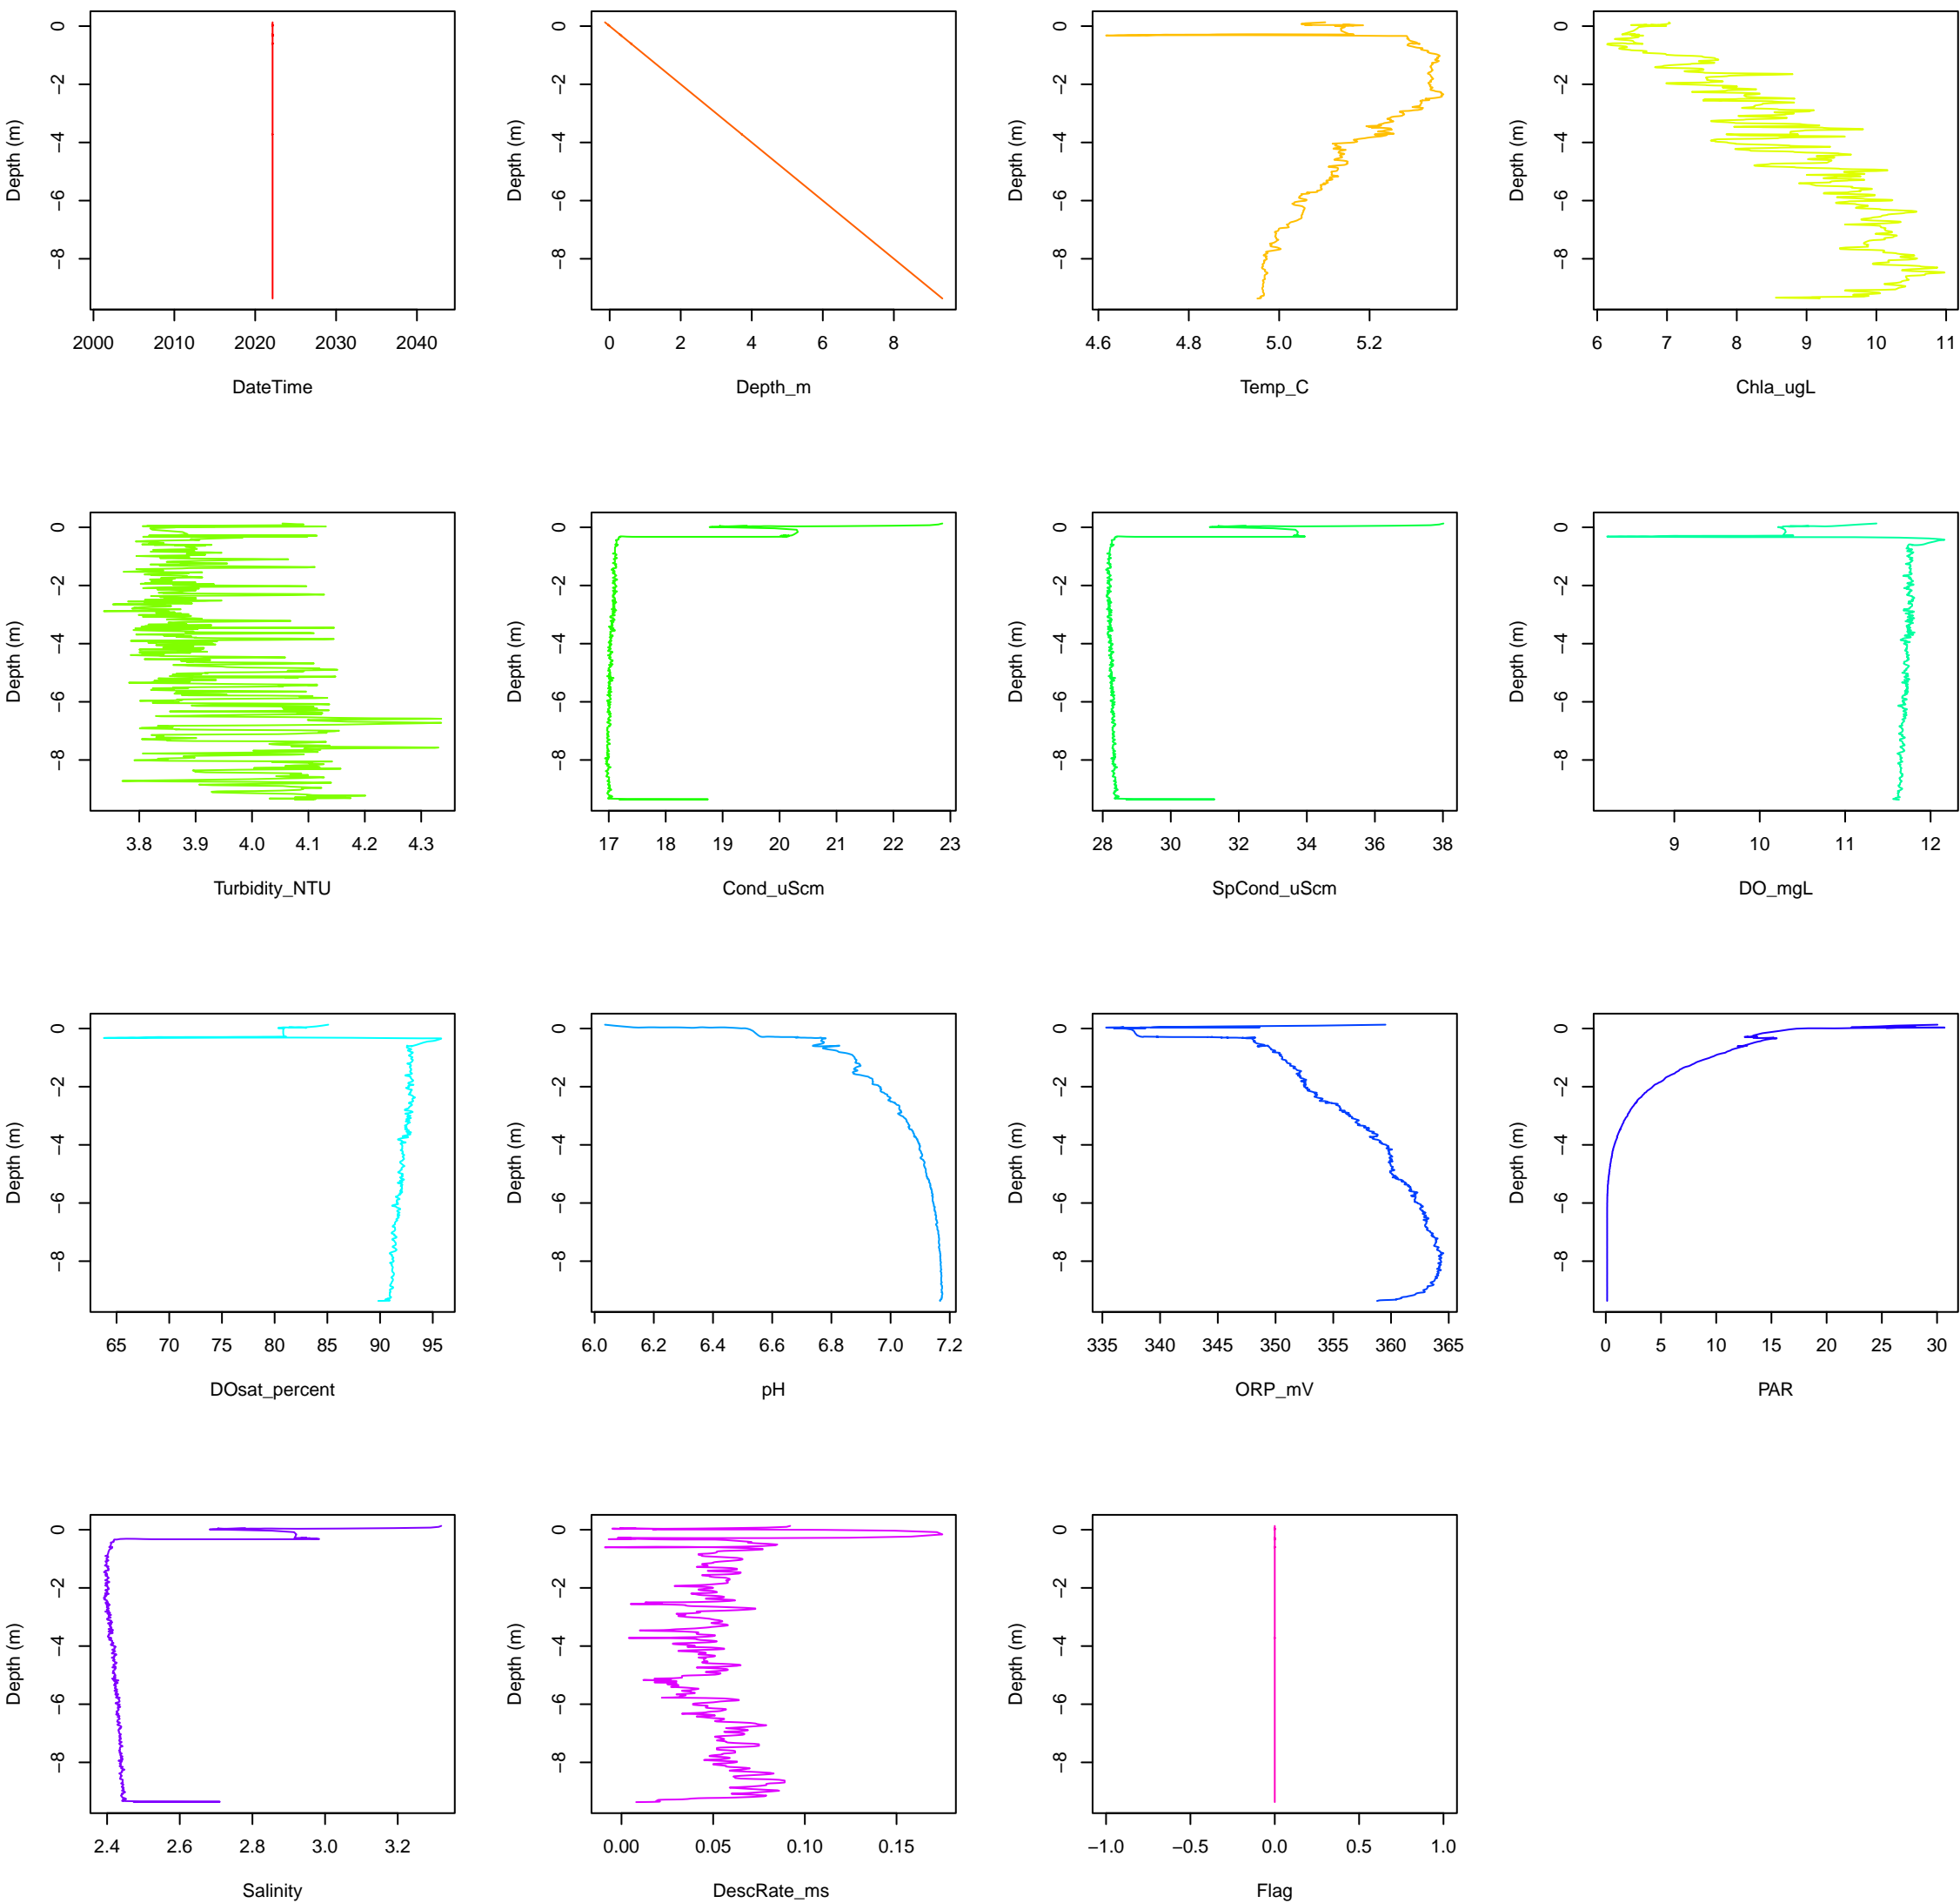 0 −2 −4 −6 −8
Depth (m)
2000 2010 2020 2030 2040
DateTime
0 −2 −4 −6 −8
Depth (m)
0 2 4 6 8
Depth_m
0 −2 −4 −6 −8
Depth (m)
4.6 4.8 5.0 5.2
Temp_C
0 −2 −4 −6 −8
Depth (m)
6 7 8 9 10 11
Chla_ugL
0 −2 −4 −6 −8
Depth (m)
3.8 3.9 4.0 4.1 4.2 4.3
Turbidity_NTU
0 −2 −4 −6 −8
Depth (m)
17 18 19 20 21 22 23
Cond_uScm
0 −2 −4 −6 −8
Depth (m)
28 30 32 34 36 38
SpCond_uScm
0 −2 −4 −6 −8
Depth (m)
9 10 11 12
DO_mgL
0 −2 −4 −6 −8
Depth (m)
65 70 75 80 85 90 95
DOsat_percent
0 −2 −4 −6 −8
Depth (m)
6.0 6.2 6.4 6.6 6.8 7.0 7.2
pH
0 −2 −4 −6 −8
Depth (m)
335 340 345 350 355 360 365
ORP_mV
0 −2 −4 −6 −8
Depth (m)
0 5 10 15 20 25 30
PAR
0 −2 −4 −6 −8
Depth (m)
2.4 2.6 2.8 3.0 3.2
Salinity
0 −2 −4 −6 −8
Depth (m)
0.00 0.05 0.10 0.15
DescRate_ms
0 −2 −4 −6 −8
Depth (m)
−1.0 −0.5 0.0 0.5 1.0
Flag